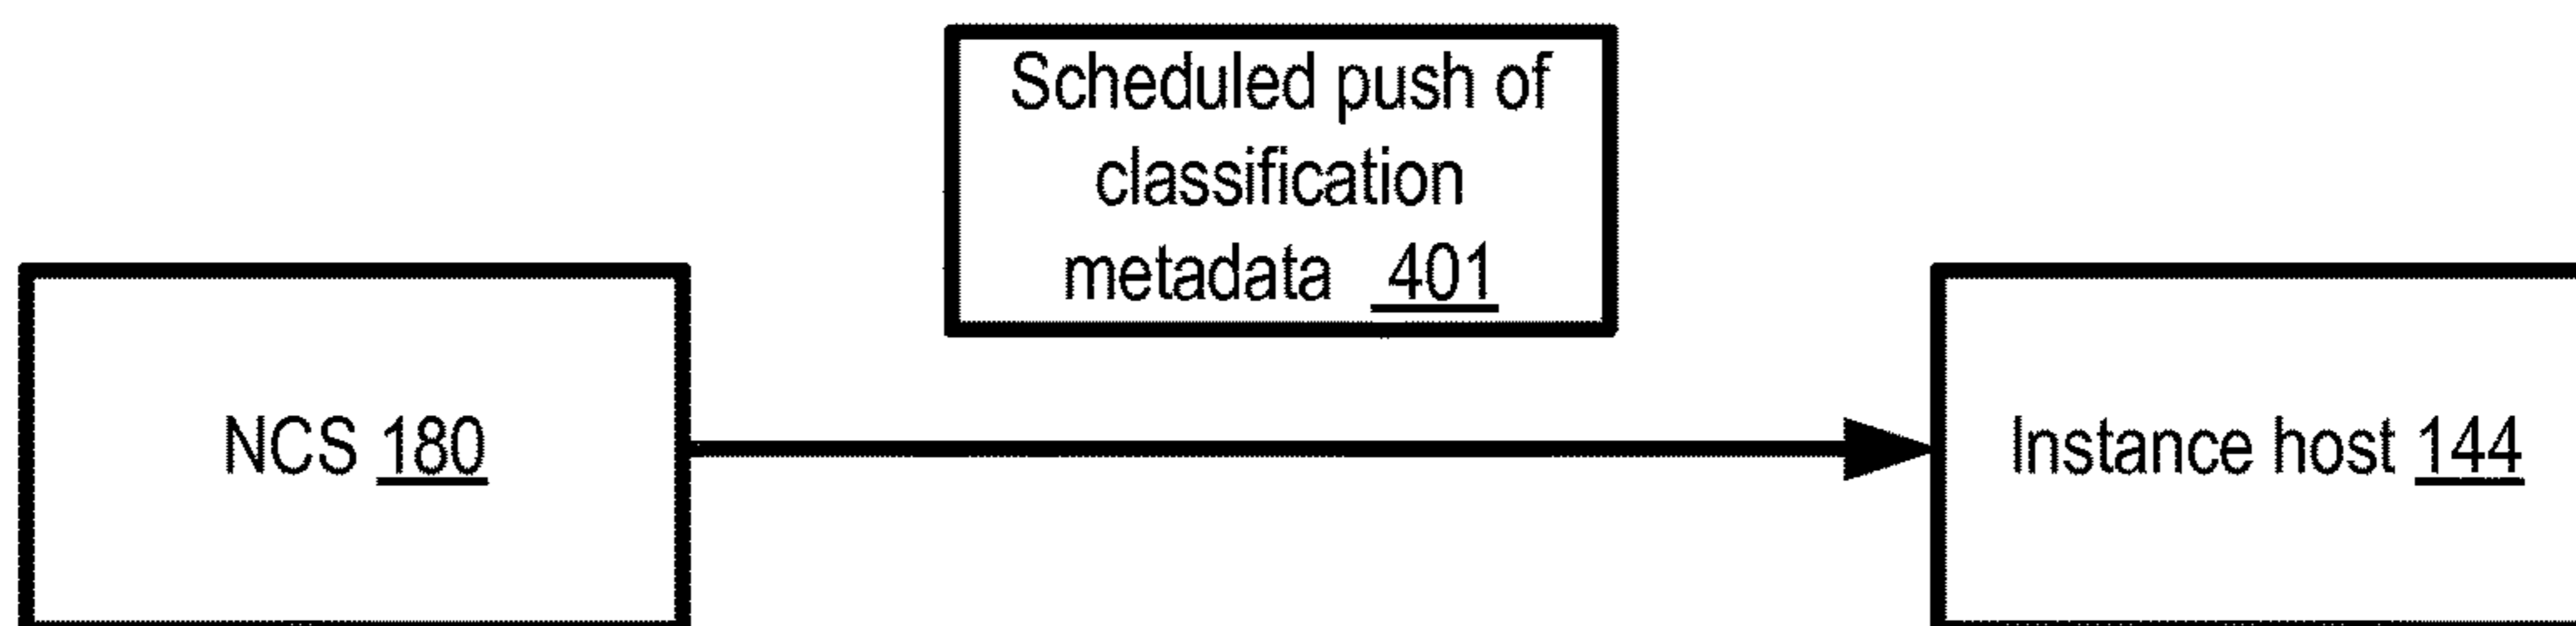 Scheduled push of
classification
metadata 401
NCS 180
Instance host 144